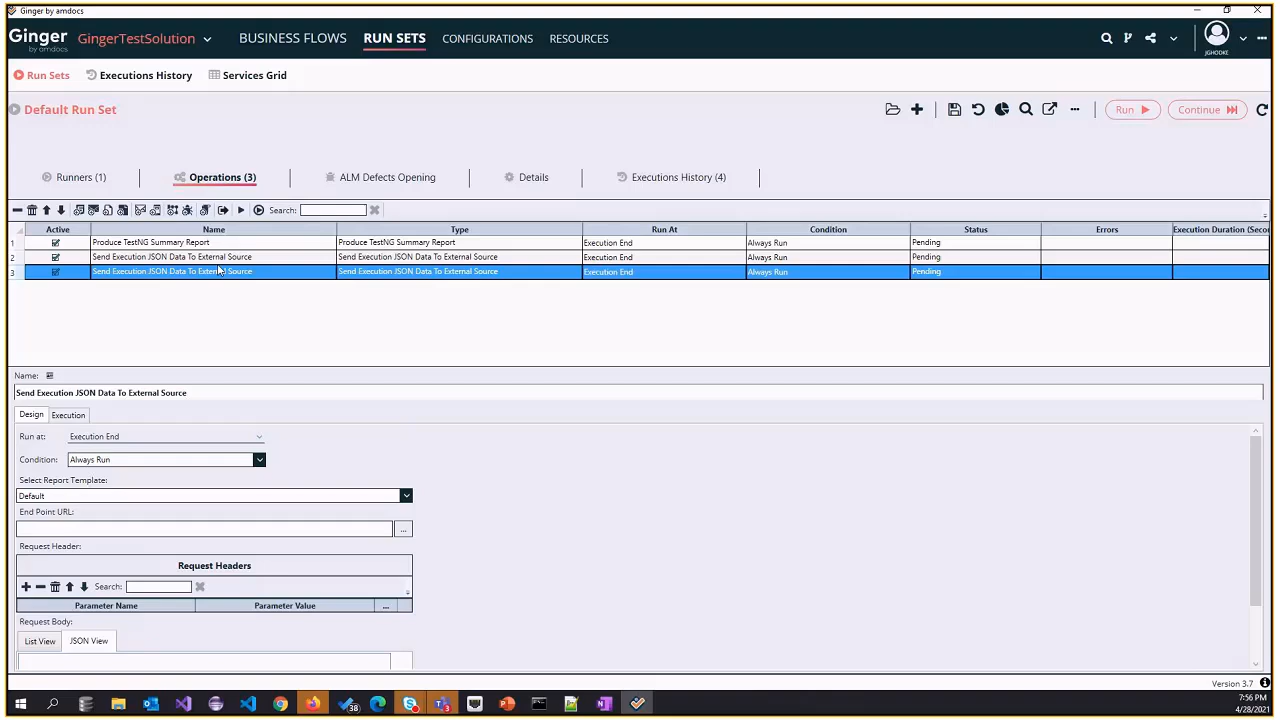 Ginger by amdocs
Ginger by amdocs GingerTestSolution BUSINESS FLOWS RUN SETS CONFIGURATIONS RESOURCES JGHODKE
Run Sets Executions History Services Grid
Default Run Set Run Continue
Runners (1) Operations (3) ALM Defects Opening Details Executions History (4)
Search:
Active Name Type Run At Condition Status Errors Execution Duration (Seco
1 Produce TestNG Summary Report Produce TestNG Summary Report Execution End Always Run Pending
2 Send Execution JSON Data To External Source Send Execution JSON Data To External Source Execution End Always Run Pending
3 Send Execution JSON Data To External Source Send Execution JSON Data To External Source Execution End Always Run Pending
Name:
Send Execution JSON Data To External Source
Design Execution
Run at: Execution End
Condition: Always Run
Select Report Template:
Default
End Point URL:
...
Request Header:
Request Headers
Search:
Parameter Name Parameter Value ...
Request Body:
List View JSON View
Version 3.7
38
7:56 PM
4/28/2021